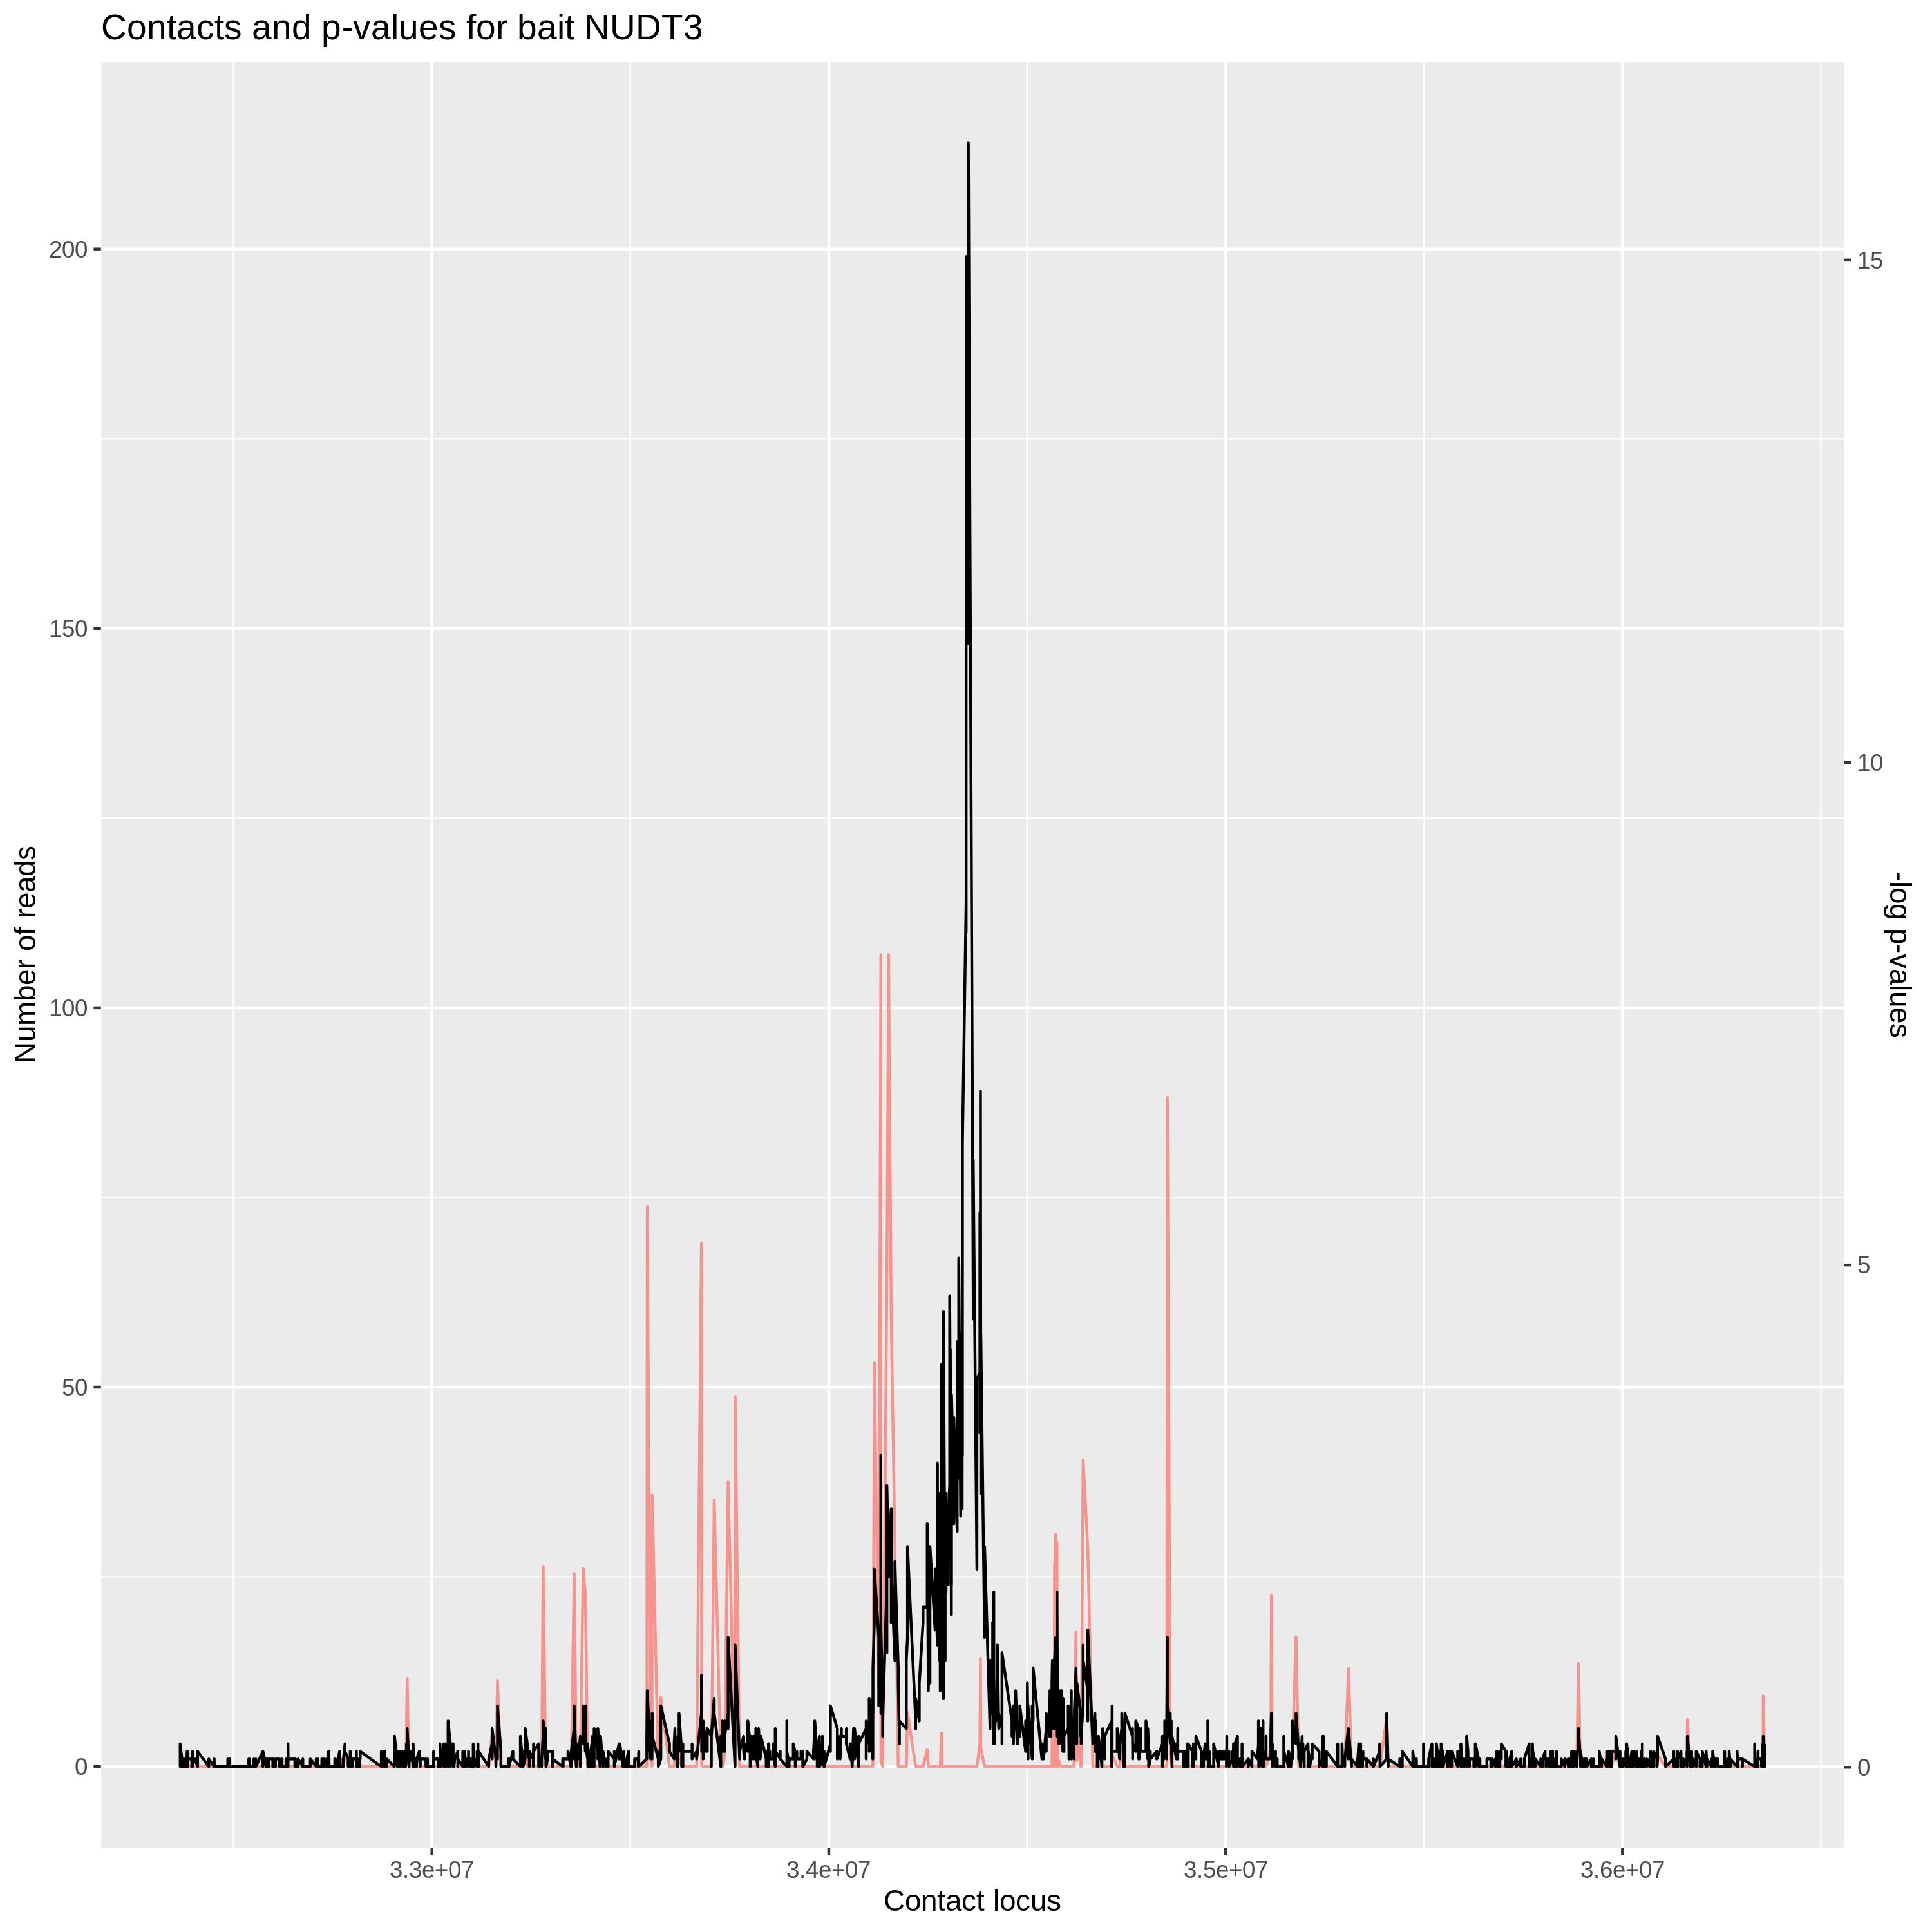 Contacts and p-values for bait NUDT3
200
150
100
50
0
Number of reads
15
10
5
0
-log p-values
3.3e+07 3.4e+07 3.5e+07 3.6e+07
Contact locus